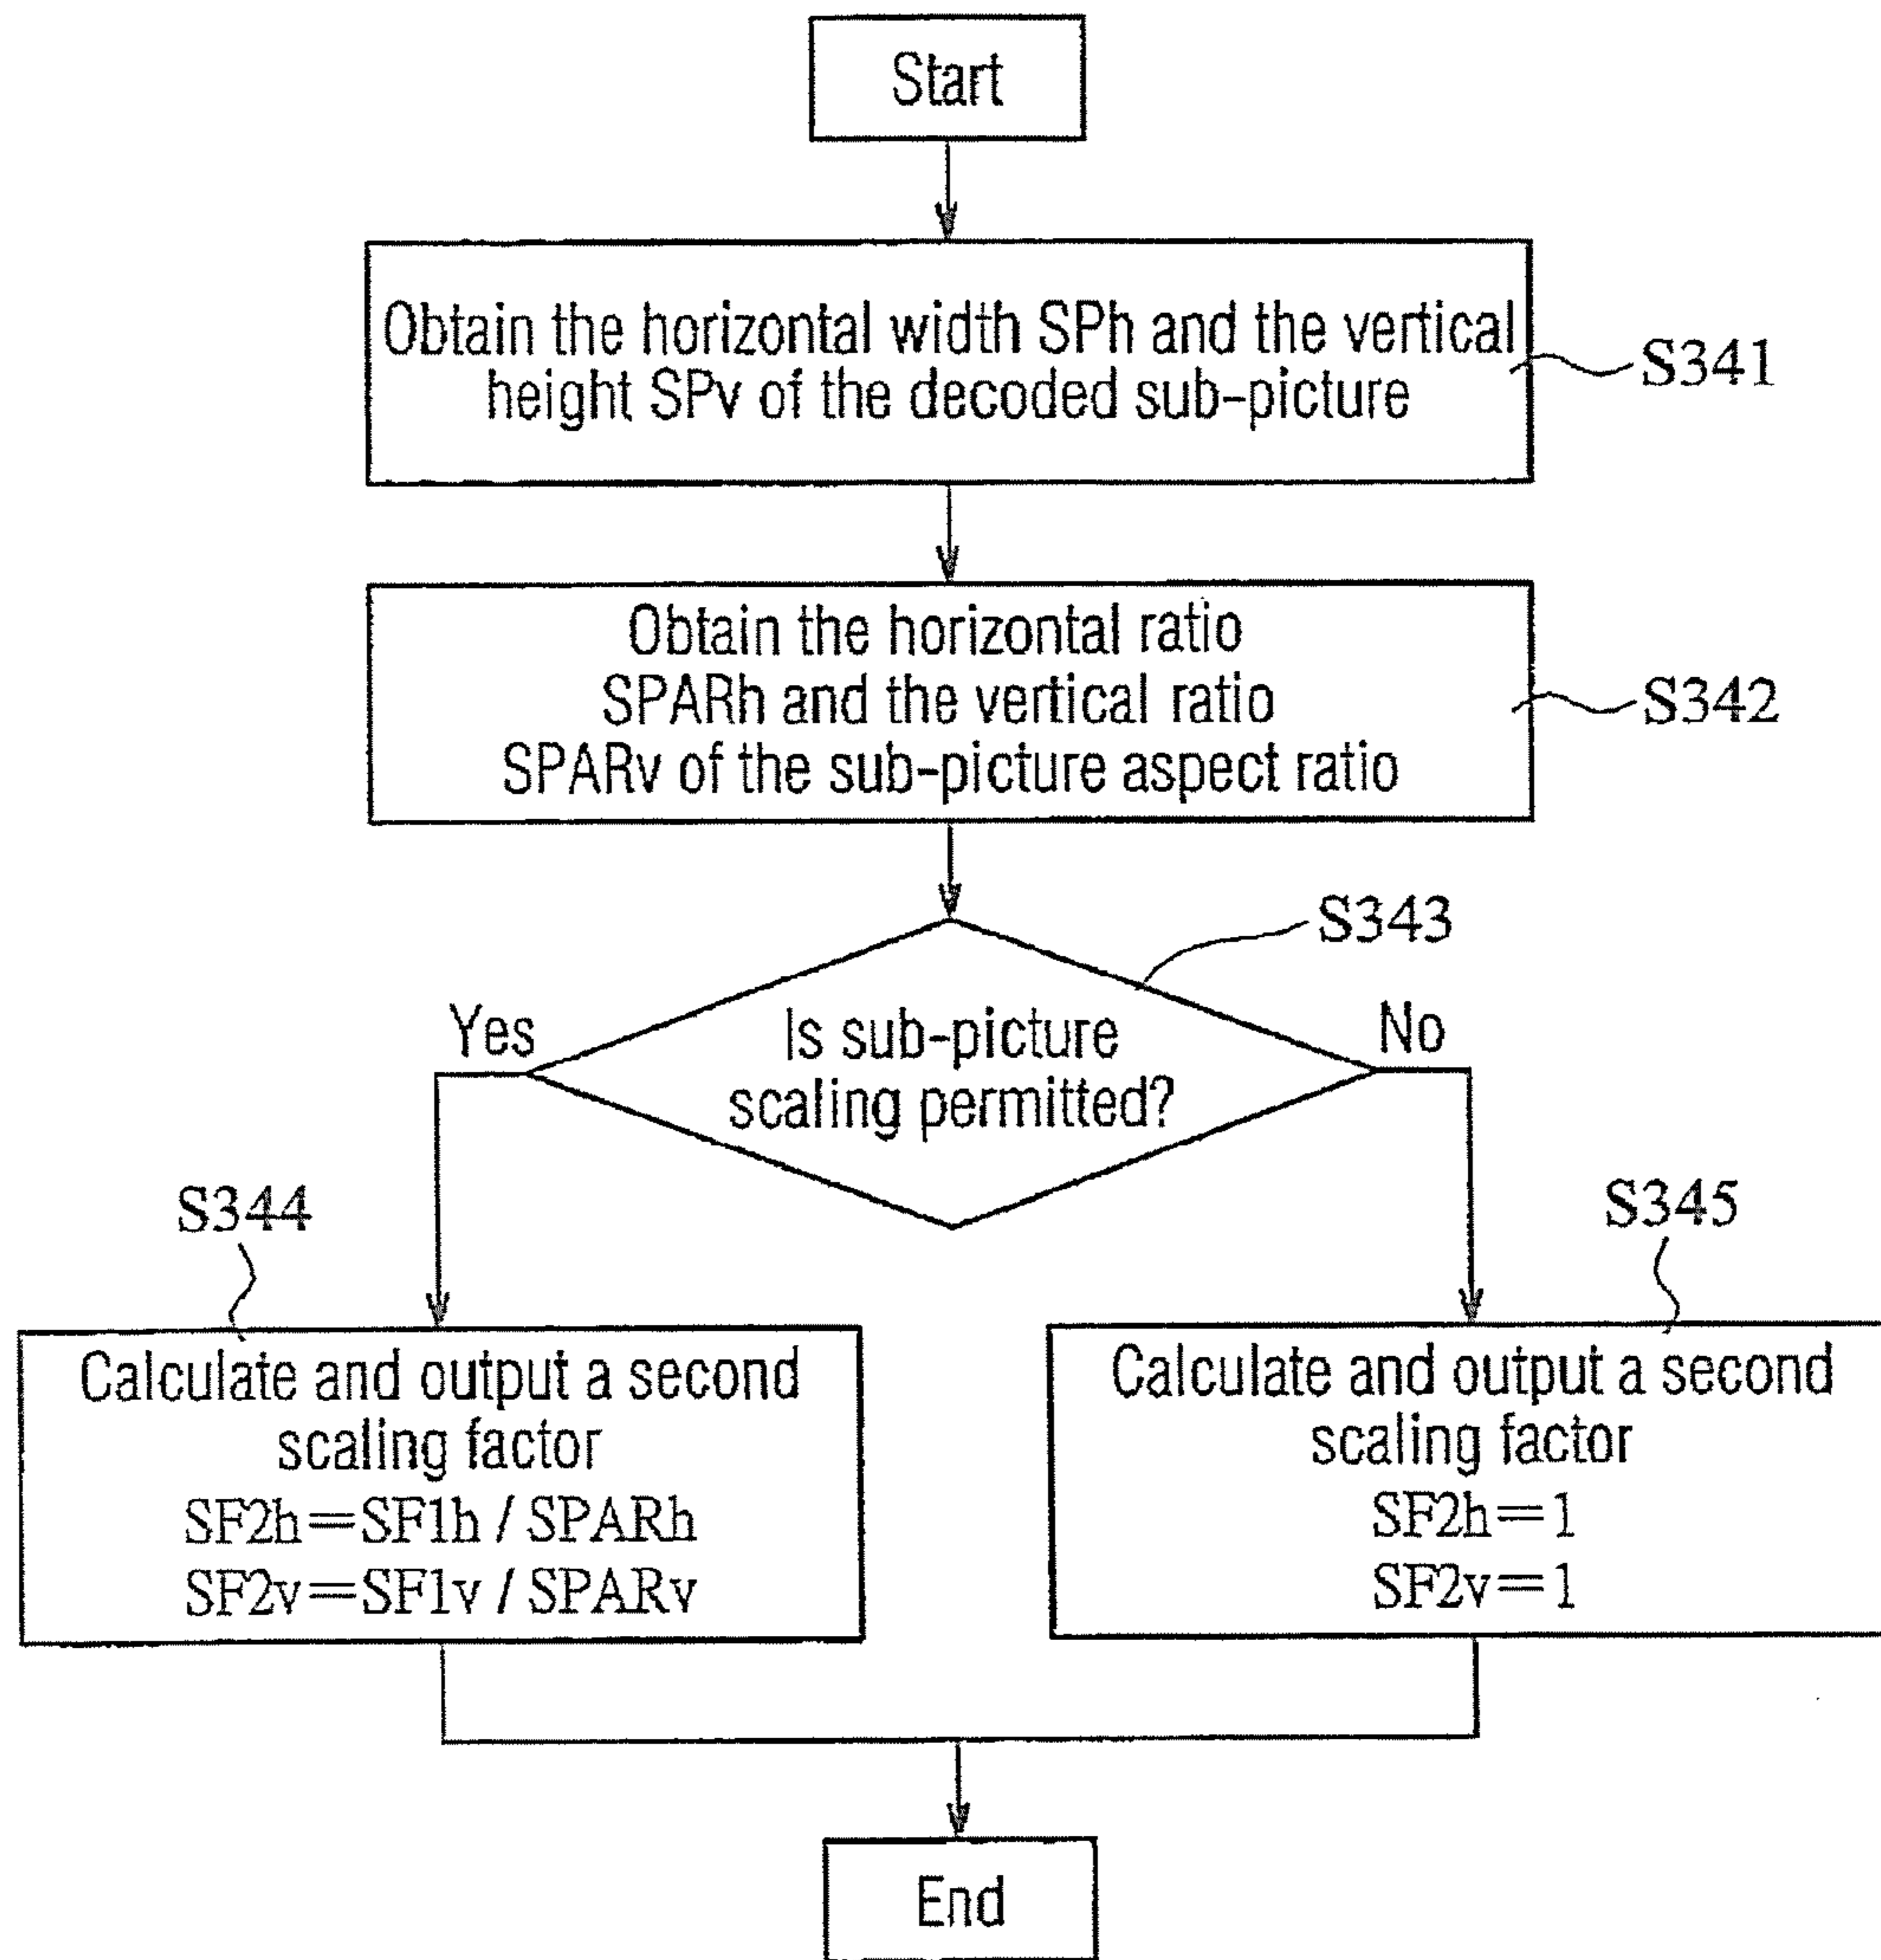 Start
Obtain the horizontal width SPh and the vertical
height SPv of the decoded sub-picture
S341
Obtain the horizontal ratio
SPARh and the vertical ratio
SPARv of the sub-picture aspect ratio
S342
S343
Yes
Is sub-picture
scaling permitted?
No
S344
Calculate and output a second
scaling factor
SF2h=SF1h / SPARh
SF2v=SF1v / SPARv
S345
Calculate and output a second
scaling factor
SF2h=1
SF2v=1
End